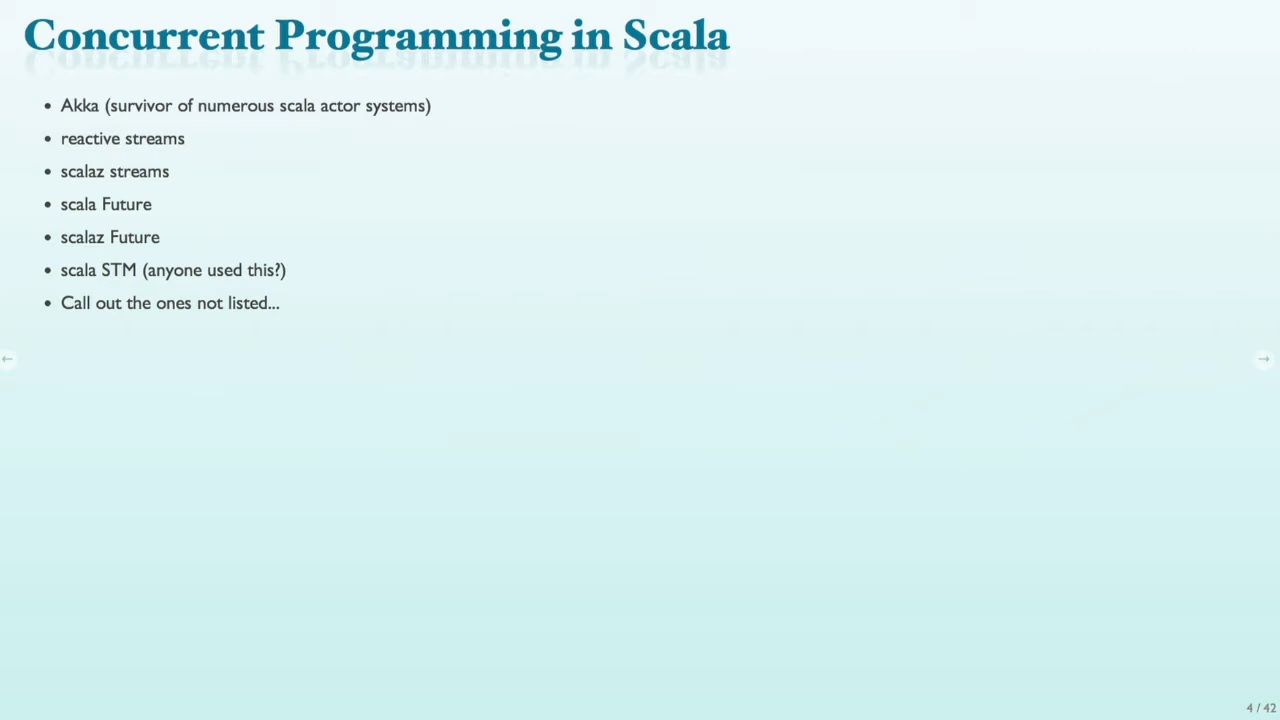 Concurrent Programming in Scala
• Akka (survivor of numerous scala actor systems)
• reactive streams
• scalaz streams
• scala Future
• scalaz Future
• scala STM (anyone used this?)
• Call out the ones not listed...
←
→
4 / 42